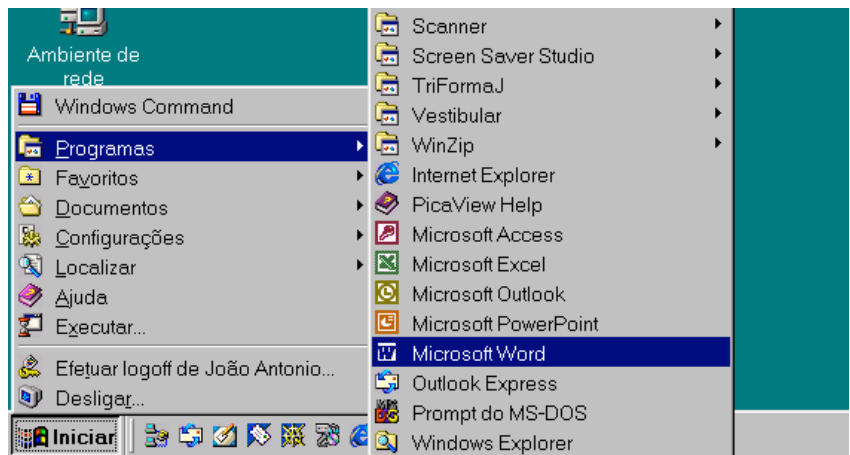 Ambiente de
rede
Windows Command
Programas
Favoritos
Documentos
Configurações
Localizar
Ajuda
Executar...
Efetuar logoff de João Antonio...
Desligar...
Iniciar
Scanner
Screen Saver Studio
TriFormaJ
Vestibular
WinZip
Internet Explorer
PicaView Help
Microsoft Access
Microsoft Excel
Microsoft Outlook
Microsoft PowerPoint
Microsoft Word
Outlook Express
Prompt do MS-DOS
Windows Explorer